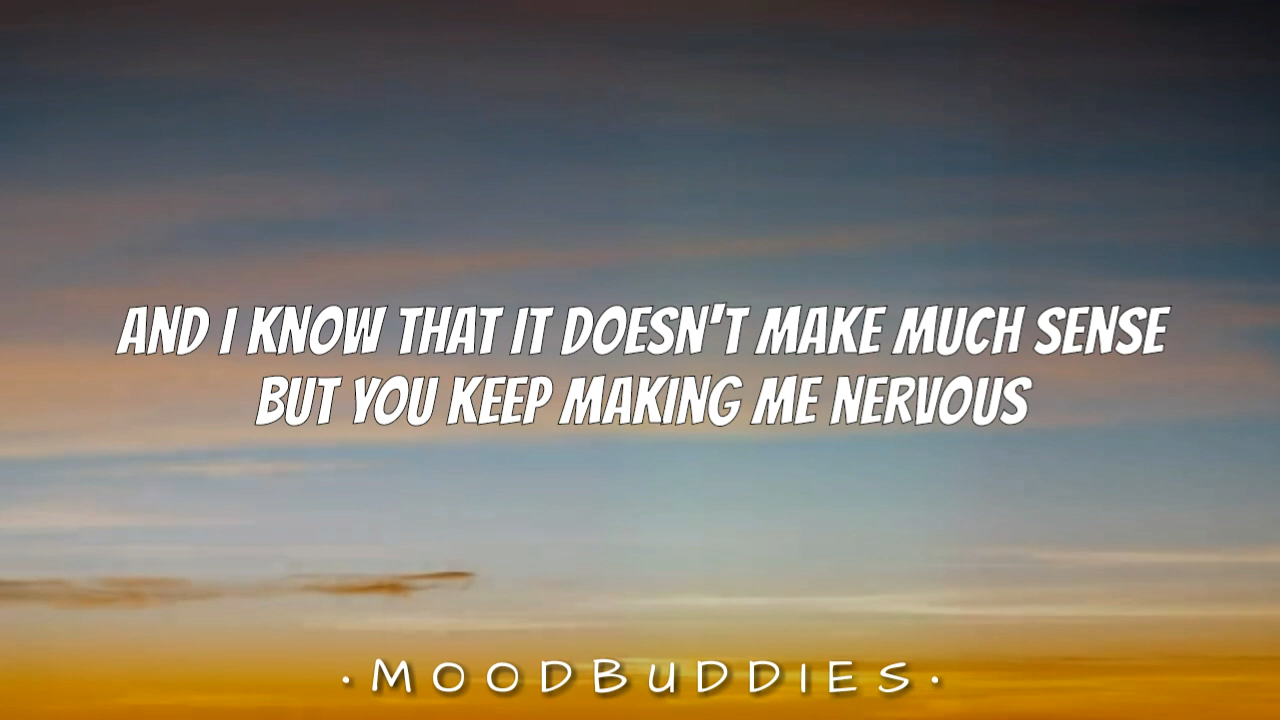 AND I KNOW THAT IT DOESN'T MAKE MUCH SENSE
BUT YOU KEEP MAKING ME NERVOUS
• MOODBUDDIES •